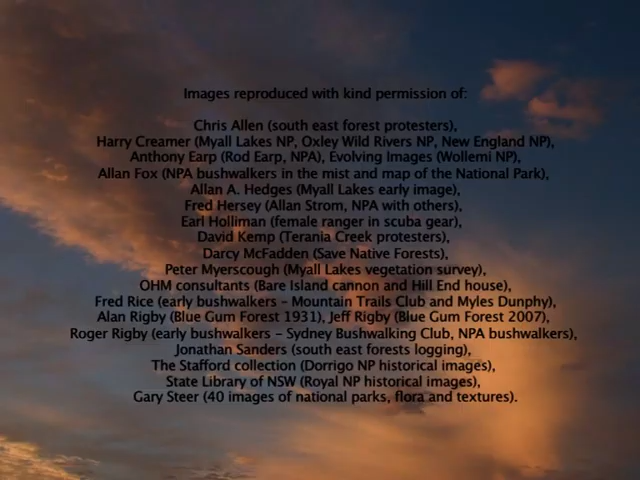 Images reproduced with kind permission of:
Chris Allen (south east forest protesters),
Harry Creamer (Myall Lakes NP, Oxley Wild Rivers NP, New England NP),
Anthony Earp (Rod Earp, NPA), Evolving Images (Wollemi NP),
Allan Fox (NPA bushwalkers in the mist and map of the National Park),
Allan A. Hedges (Myall Lakes early image),
Fred Hersey (Allan Strom, NPA with others),
Earl Holliman (female ranger in scuba gear),
David Kemp (Terania Creek protesters),
Darcy McFadden (Save Native Forests),
Peter Myerscough (Myall Lakes vegetation survey),
OHM consultants (Bare Island cannon and Hill End house),
Fred Rice (early bushwalkers – Mountain Trails Club and Myles Dunphy),
Alan Rigby (Blue Gum Forest 1931), Jeff Rigby (Blue Gum Forest 2007),
Roger Rigby (early bushwalkers – Sydney Bushwalking Club, NPA bushwalkers),
Jonathan Sanders (south east forests logging),
The Stafford collection (Dorrigo NP historical images),
State Library of NSW (Royal NP historical images),
Gary Steer (40 images of national parks, flora and textures).